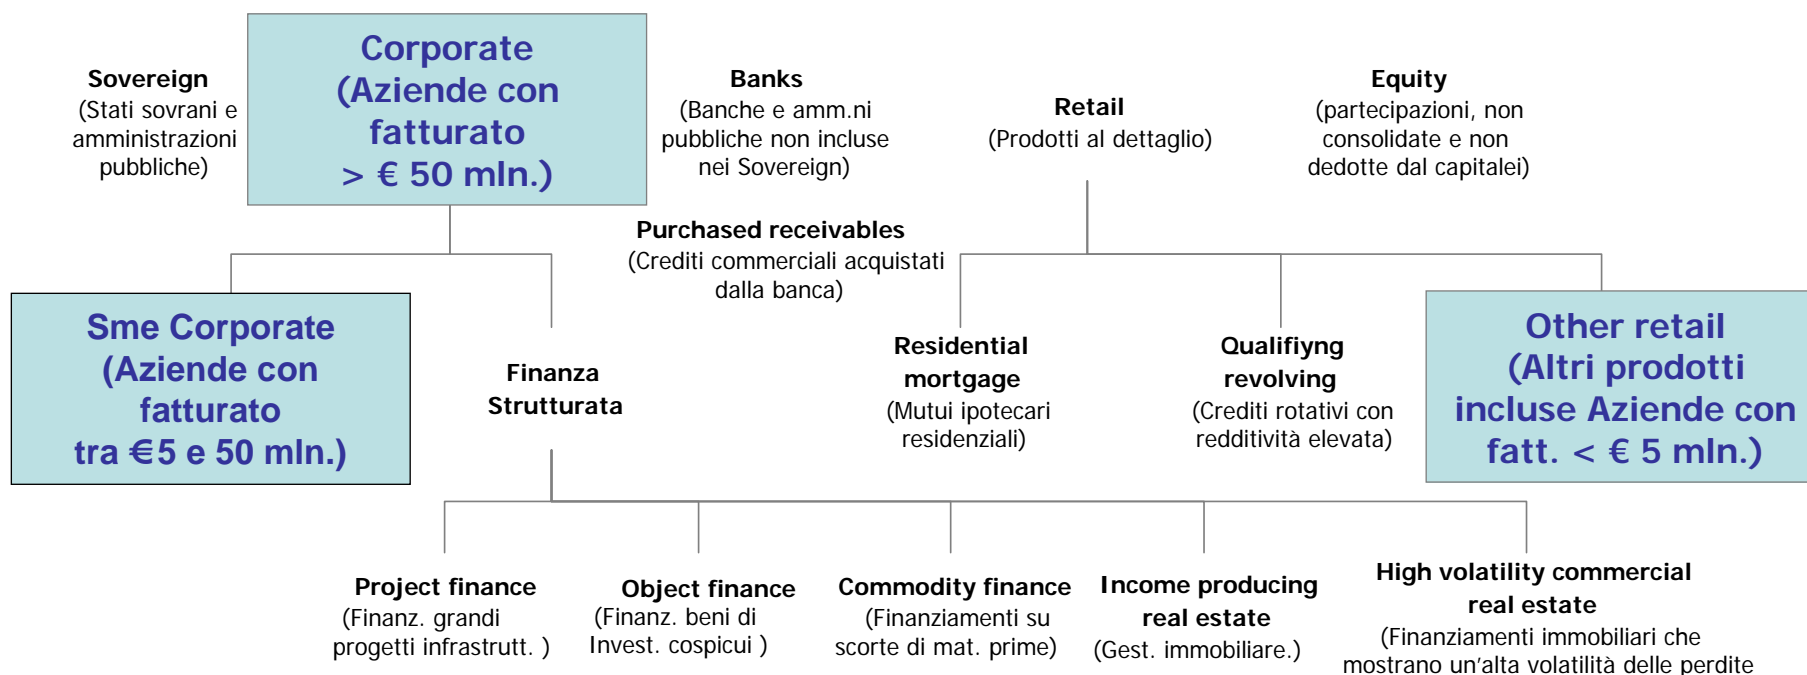 Sovereign
(Stati sovrani e
amministrazioni
pubbliche)
Corporate
(Aziende con
fatturato
> € 50 mln.)
Banks
(Banche e amm.ni
pubbliche non incluse
nei Sovereign)
Retail
(Prodotti al dettaglio)
Equity
(partecipazioni, non
consolidate e non
dedotte dal capitalei)
Purchased receivables
(Crediti commerciali acquistati
dalla banca)
Sme Corporate
(Aziende con
fatturato
tra €5 e 50 mln.)
Finanza
Strutturata
Residential
mortgage
(Mutui ipotecari
residenziali)
Qualifiyng
revolving
(Crediti rotativi con
redditività elevata)
Other retail
(Altri prodotti
incluse Aziende con
fatt. < € 5 mln.)
Project finance
(Finanz. grandi
progetti infrastrutt. )
Object finance
(Finanz. beni di
Invest. cospicui )
Commodity finance
(Finanziamenti su
scorte di mat. prime)
Income producing
real estate
(Gest. immobiliare.)
High volatility commercial
real estate
(Finanziamenti immobiliari che
mostrano un'alta volatilità delle perdite